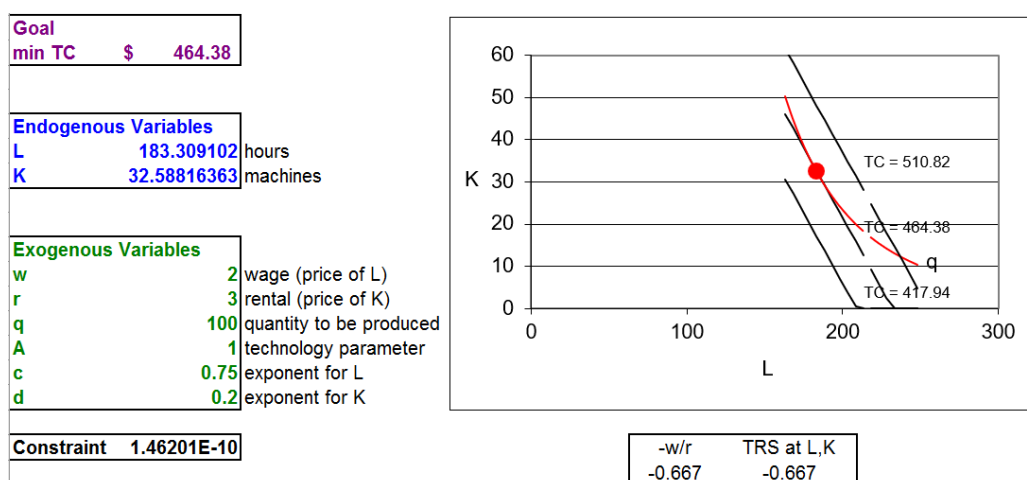 Goal
min TC $ 464.38
Endogenous Variables
L 183.309102 hours
K 32.58816363 machines
Exogenous Variables
w 2 wage (price of L)
r 3 rental (price of K)
q 100 quantity to be produced
A 1 technology parameter
c 0.75 exponent for L
d 0.2 exponent for K
Constraint 1.46201E-10
60
50
40
30
20
10
0
K
TC = 510.82
TC = 464.38
q
TC = 417.94
0 100 200 300
L
-w/r TRS at L,K
-0.667 -0.667